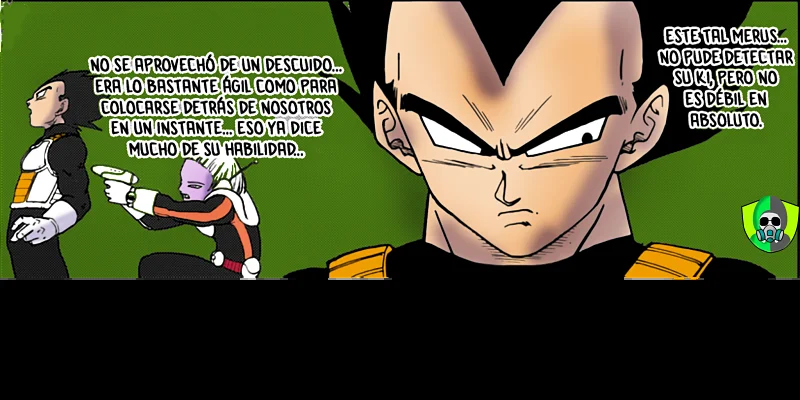 NO SE APROVECHÓ DE UN DESCUIDO...
ERA LO BASTANTE ÁGIL COMO PARA
COLOCARSE DETRÁS DE NOSOTROS
EN UN INSTANTE... ESO YA DICE
MUCHO DE SU HABILIDAD...
ESTE TAL MERUS...
NO PUDE DETECTAR
SU KI, PERO NO
ES DÉBIL EN
ABSOLUTO.